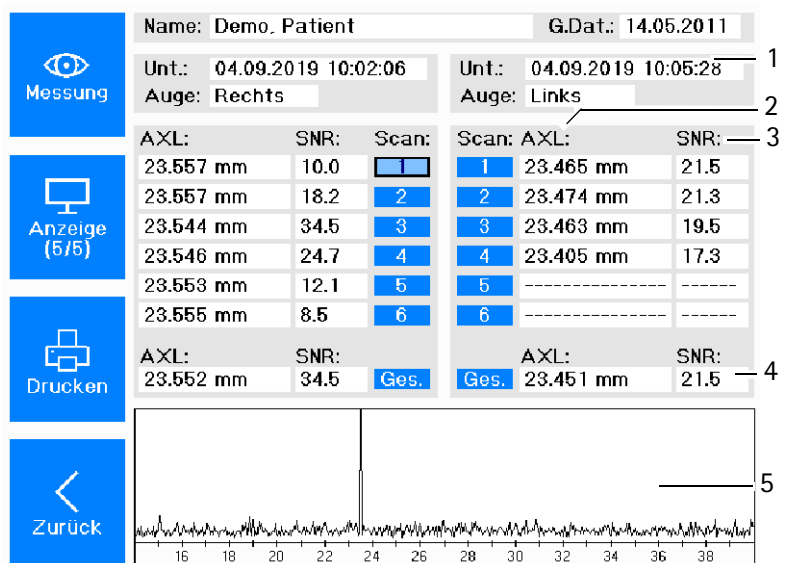 Name: Demo, Patient G.Dat.: 14.05.2011
Messung
Unt.: 04.09.2019 10:02:06
Auge: Rechts
Unt.: 04.09.2019 10:05:28
Auge: Links
1
2
3
AXL: SNR: Scan:
23.557 mm 10.0 1
23.557 mm 18.2 2
23.544 mm 34.5 3
23.546 mm 24.7 4
23.553 mm 12.1 5
23.555 mm 8.5 6
AXL: SNR:
23.552 mm 34.5 Ges.
Scan: AXL: SNR:
1 23.465 mm 21.5
2 23.474 mm 21.3
3 23.463 mm 19.5
4 23.405 mm 17.3
5 --------------- ------
6 --------------- ------
AXL: SNR:
Ges. 23.451 mm 21.5
4
Anzeige
(5/5)
Drucken
Zurück
5
16 18 20 22 24 26 28 30 32 34 36 38